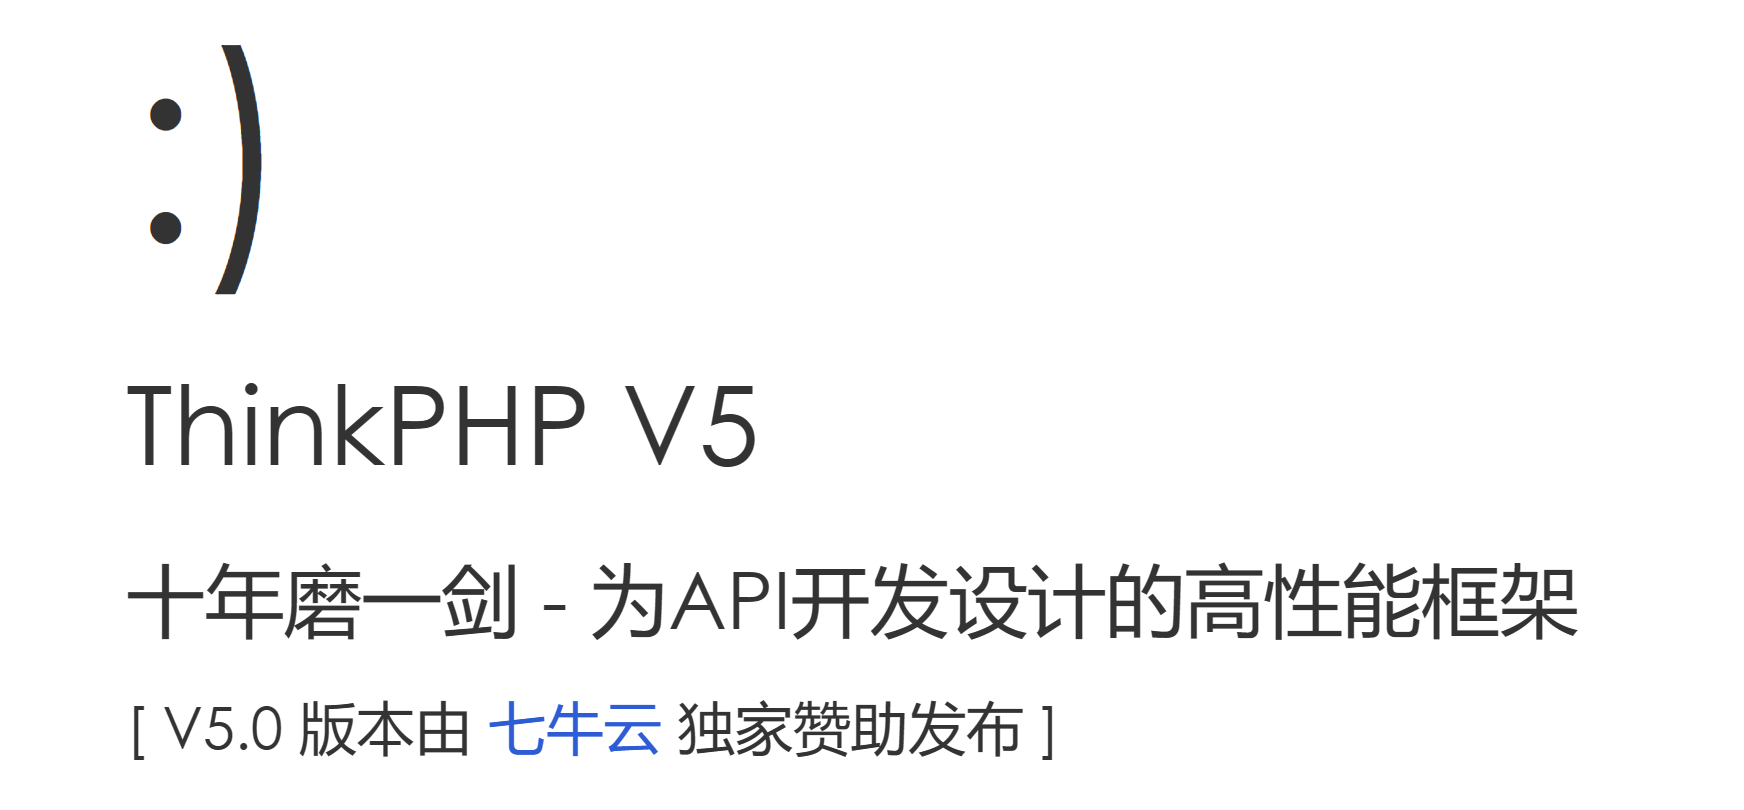 :)
ThinkPHP V5
十年磨一剑 - 为API开发设计的高性能框架
[ V5.0 版本由 七牛云 独家赞助发布 ]